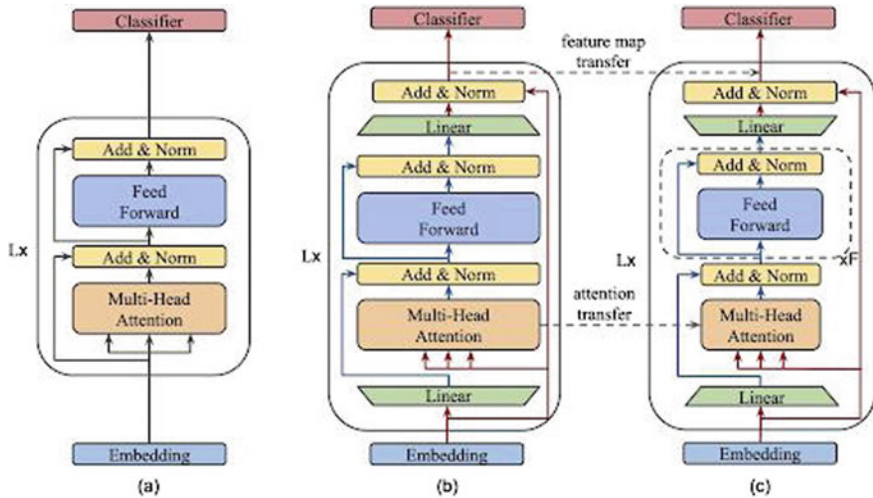 Classifier
Add & Norm
Feed
Forward
Lx
Add & Norm
Multi-Head
Attention
Embedding
(a)
Classifier
Add & Norm
Linear
Add & Norm
Feed
Forward
Lx
Add & Norm
Multi-Head
Attention
Linear
Embedding
(b)
feature map
transfer
attention
transfer
Classifier
Add & Norm
Linear
Add & Norm
Feed
Forward
Lx
xF
Add & Norm
Multi-Head
Attention
Linear
Embedding
(c)